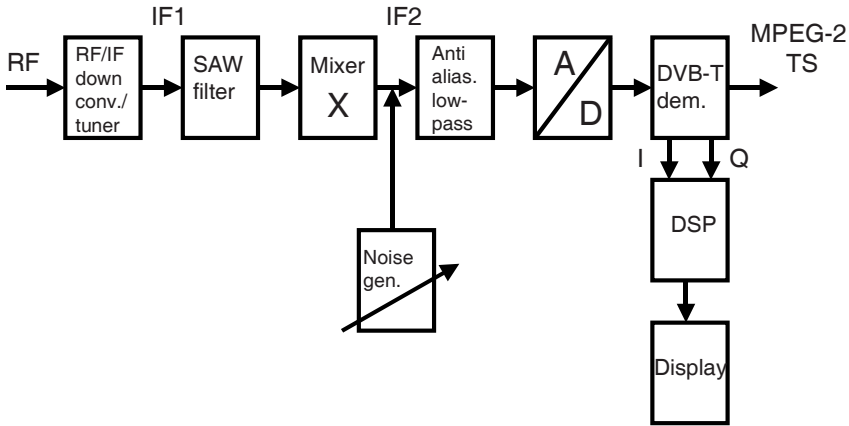 IF1
IF2
MPEG-2
TS
RF
RF/IF
down
conv./
tuner
SAW
filter
Mixer
X
Anti
alias.
low-
pass
A
D
DVB-T
dem.
I
Q
Noise
gen.
DSP
Display